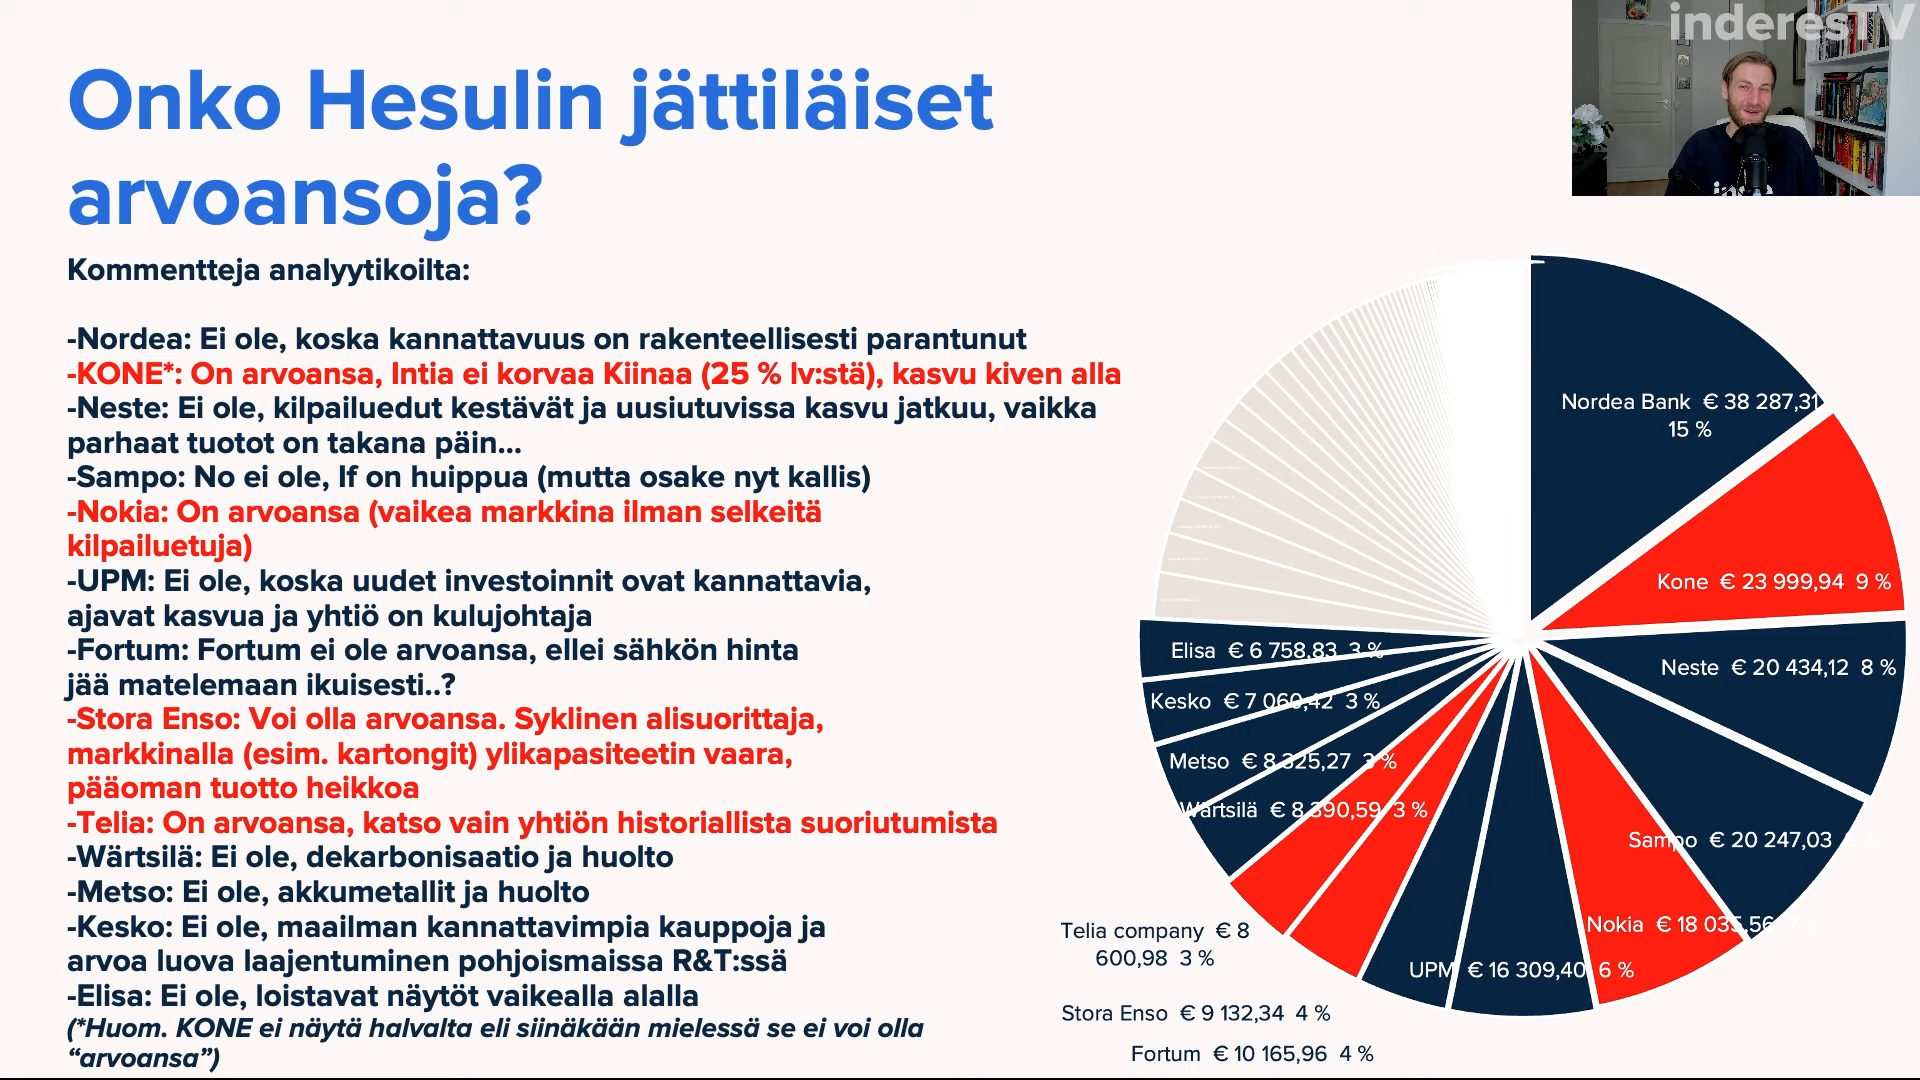 inderesTV
Onko Hesulin jättiläiset
arvoansoja?
Kommentteja analyytikoilta:
-Nordea: Ei ole, koska kannattavuus on rakenteellisesti parantunut
-KONE*: On arvoansa, Intia ei korvaa Kiinaa (25 % lv:stä), kasvu kiven alla
-Neste: Ei ole, kilpailuedut kestävät ja uusiutuvissa kasvu jatkuu, vaikka
parhaat tuotot on takana päin...
-Sampo: No ei ole, If on huippua (mutta osake nyt kallis)
-Nokia: On arvoansa (vaikea markkina ilman selkeitä
kilpailuetuja)
-UPM: Ei ole, koska uudet investoinnit ovat kannattavia,
ajavat kasvua ja yhtiö on kulujohtaja
-Fortum: Fortum ei ole arvoansa, ellei sähkön hinta
jää matelemaan ikuisesti..?
-Stora Enso: Voi olla arvoansa. Syklinen alisuorittaja,
markkinalla (esim. kartongit) ylikapasiteetin vaara,
pääoman tuotto heikkoa
-Telia: On arvoansa, katso vain yhtiön historiallista suoriutumista
-Wärtsilä: Ei ole, dekarbonisaatio ja huolto
-Metso: Ei ole, akkumetallit ja huolto
-Kesko: Ei ole, maailman kannattavimpia kauppoja ja
arvoa luova laajentuminen pohjoismaissa R&T:ssä
-Elisa: Ei ole, loistavat näytöt vaikealla alalla
(*Huom. KONE ei näytä halvalta eli siinäkään mielessä se ei voi olla
“arvoansa”)
Nordea Bank € 38 287,31
15 %
Kone € 23 999,94 9 %
Neste € 20 434,12 8 %
Sampo € 20 247,03
Nokia € 18 035,56
UPM € 16 309,40 6 %
Fortum € 10 165,96 4 %
Stora Enso € 9 132,34 4 %
Telia company € 8
600,98 3 %
Wärtsilä € 8 390,59 3 %
Metso € 8 325,27 3 %
Kesko € 7 060,42 3 %
Elisa € 6 758,83 3 %